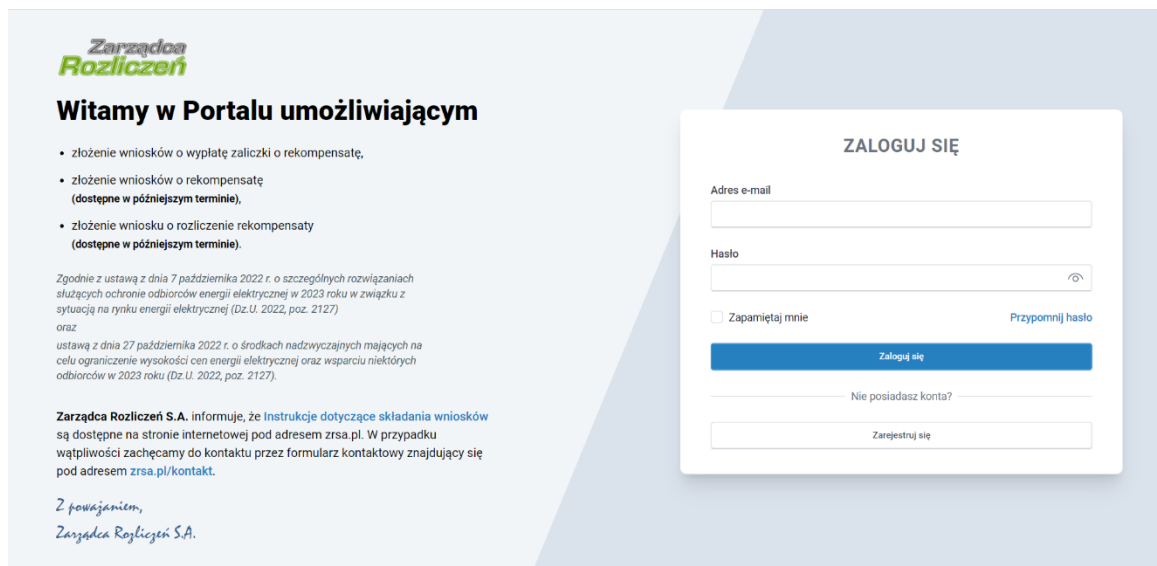 Zarządca
Rozliczeń
Witamy w Portalu umożliwiającym
• złożenie wniosków o wypłatę zaliczki o rekompensatę,
• złożenie wniosków o rekompensatę
(dostępne w późniejszym terminie),
• złożenie wniosku o rozliczenie rekompensaty
(dostępne w późniejszym terminie).
Zgodnie z ustawą z dnia 7 października 2022 r. o szczególnych rozwiązaniach
służących ochronie odbiorców energii elektrycznej w 2023 roku w związku z
sytuacją na rynku energii elektrycznej (Dz.U. 2022, poz. 2127)
oraz
ustawą z dnia 27 października 2022 r. o środkach nadzwyczajnych mających na
celu ograniczenie wysokości cen energii elektrycznej oraz wsparciu niektórych
odbiorców w 2023 roku (Dz.U. 2022, poz. 2127).
Zarządca Rozliczeń S.A. informuje, że Instrukcje dotyczące składania wniosków
są dostępne na stronie internetowej pod adresem zrsa.pl. W przypadku
wątpliwości zachęcamy do kontaktu przez formularz kontaktowy znajdujący się
pod adresem zrsa.pl/kontakt.
Z poważaniem,
Zarządca Rozliczeń S.A.
ZALOGUJ SIĘ
Adres e-mail
Hasło
Zapamiętaj mnie
Przypomnij hasło
Zaloguj się
Nie posiadasz konta?
Zarejestruj się